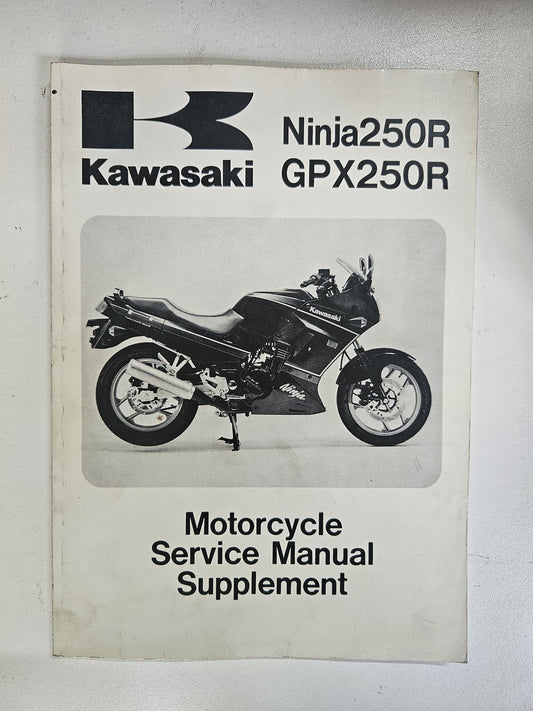 Kawasaki
Ninja250R
GPX250R
Kawasaki
Ninja
Motorcycle
Service Manual
Supplement